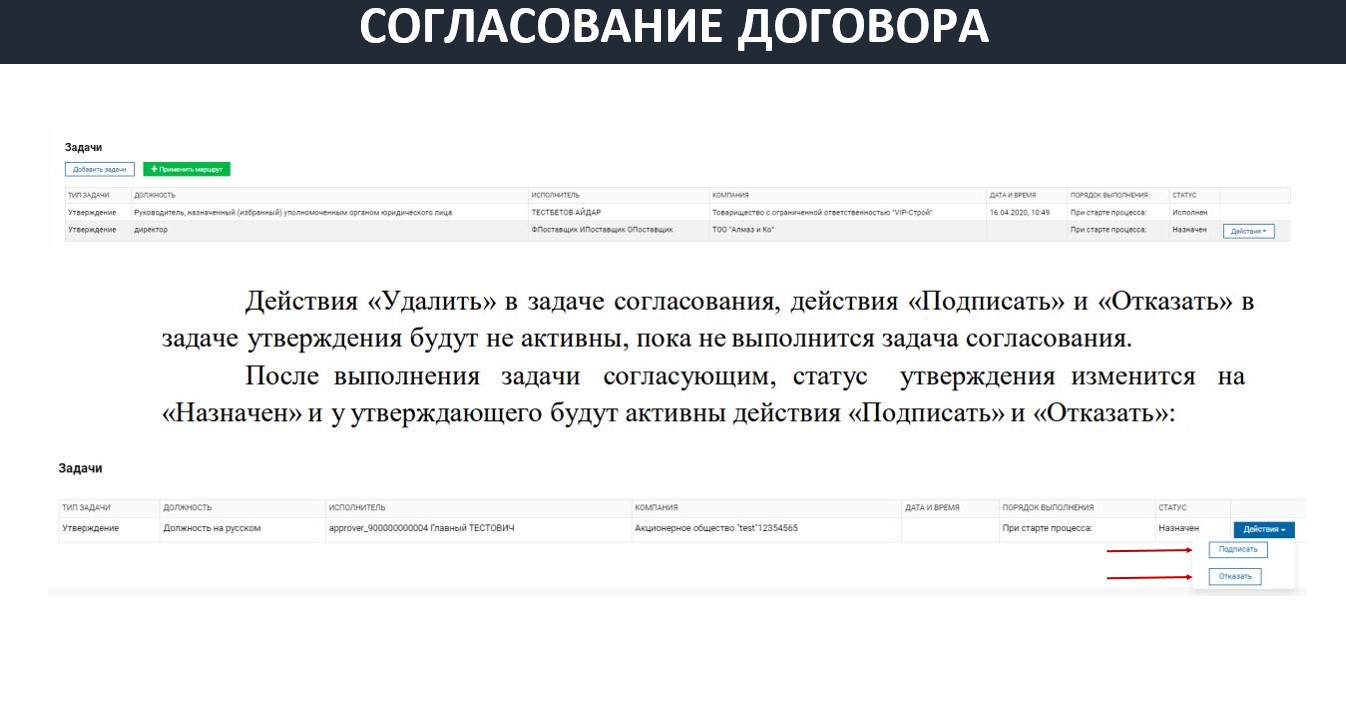 СОГЛАСОВАНИЕ ДОГОВОРА
Задачи
Добавить задачи + Применить маршрут
ТИП ЗАДАЧИ ДОЛЖНОСТЬ ИСПОЛНИТЕЛЬ КОМПАНИЯ ДАТА И ВРЕМЯ ПОРЯДОК ВЫПОЛНЕНИЯ СТАТУС
Утверждение Руководитель, назначенный (избранный) уполномоченным органом юридического лица ТЕСТБЕТОВ АЙДАР Товарищество с ограниченной ответственностью "VIP-Строй" 16.04.2020, 10:49 При старте процесса: Исполнен
Утверждение директор ФПоставщик ИПоставщик ОПоставщик ТОО "Алмаз и Ко" При старте процесса: Назначен Действия
Действия «Удалить» в задаче согласования, действия «Подписать» и «Отказать» в
задаче утверждения будут не активны, пока не выполнится задача согласования.
После выполнения задачи согласующим, статус утверждения изменится на
«Назначен» и у утверждающего будут активны действия «Подписать» и «Отказать»:
Задачи
ТИП ЗАДАЧИ ДОЛЖНОСТЬ ИСПОЛНИТЕЛЬ КОМПАНИЯ ДАТА И ВРЕМЯ ПОРЯДОК ВЫПОЛНЕНИЯ СТАТУС
Утверждение Должность на русском approver_900000000004 Главный ТЕСТОВИЧ Акционерное общество "test"12354565 При старте процесса: Назначен Действия
Подписать
Отказать